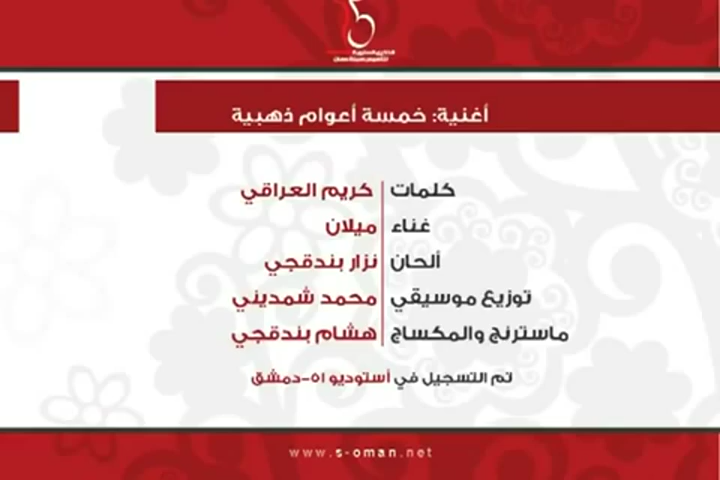 5
أغنية: خمسة أعوام ذهبية
كلمات كريم العراقي
غناء ميلان
ألحان نزار بندقجي
توزيع موسيقي محمد شمديني
ماسترنج والمكساج هشام بندقجي
تم التسجيل في أستوديو ٥١-دمشق
www.s-oman.net